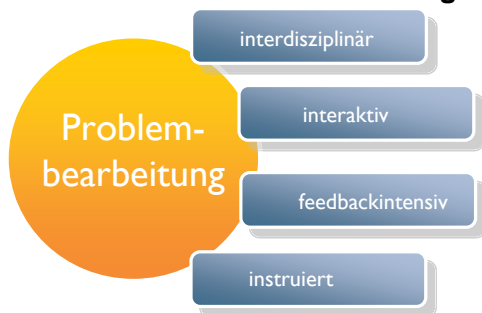 interdisziplinär
interaktiv
Problem-
bearbeitung
feedbackintensiv
instruiert